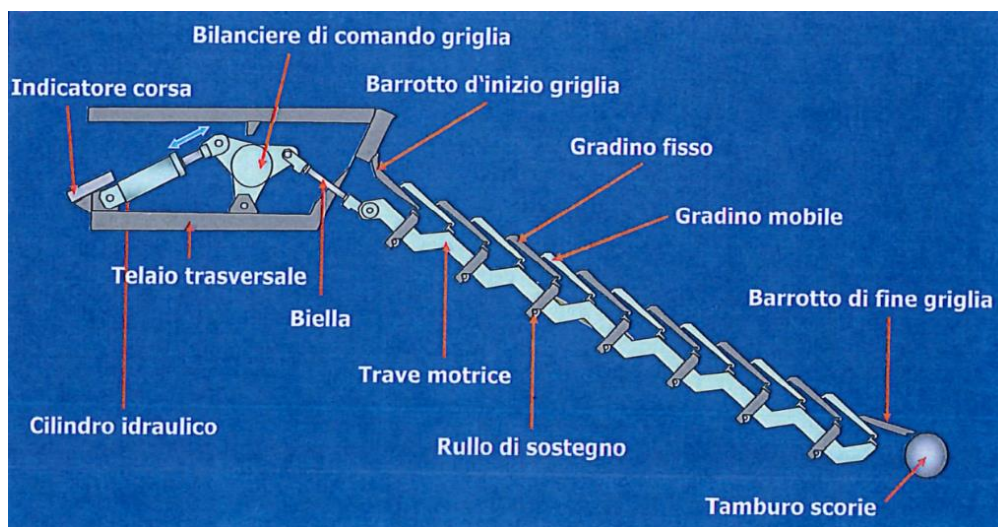 Bilanciere di comando griglia
Indicatore corsa
Barrotto d'inizio griglia
Gradino fisso
Gradino mobile
Telaio trasversale
Barrotto di fine griglia
Biella
Trave motrice
Cilindro idraulico
Rullo di sostegno
Tamburo scorie